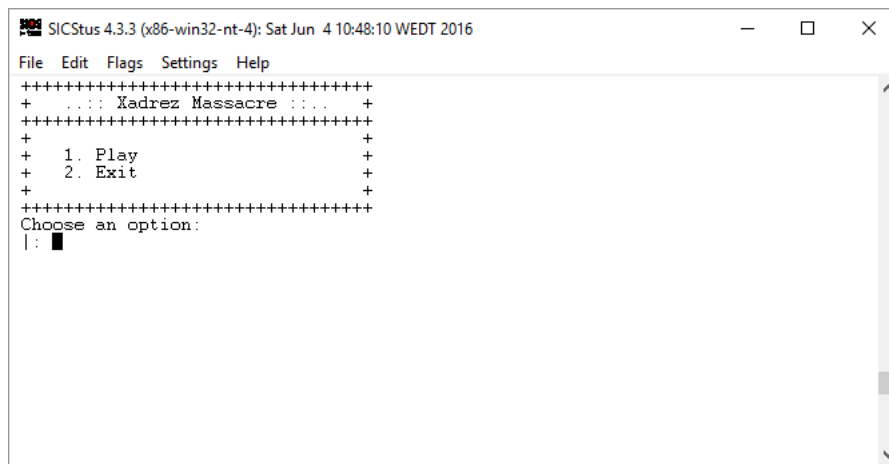 SICStus 4.3.3 (x86-win32-nt-4): Sat Jun  4 10:48:10 WEDT 2016
File Edit Flags Settings Help
+++++++++++++++++++++++++++++++++
+   ..:: Xadrez Massacre ::..   +
+++++++++++++++++++++++++++++++++
+                               +
+   1. Play                     +
+   2. Exit                     +
+                               +
+++++++++++++++++++++++++++++++++
Choose an option:
|: